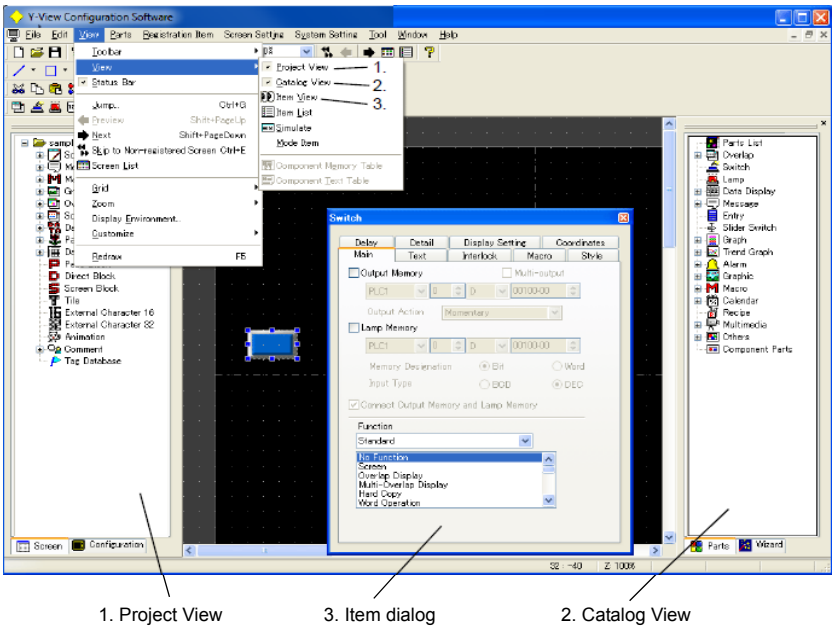 Y-View Configuration Software
File Edit View Parts Registration Item Screen Setting System Setting Tool Window Help
Toolbar
View
Status Bar
Jump.. Ctrl+G
Preview Shift+PageUp
Next Shift+PageDown
Skip to Non-registered Screen Ctrl+E
Screen List
Grid
Zoom
Display Environment..
Customize
Redraw F5
Project View 1.
Catalog View 2.
Item View 3.
Item List
Simulate
Mode Item
Component Memory Table
Component Text Table
sampl
Direct Block
Screen Block
Tile
External Character 16
External Character 32
Animation
Comment
Tag Database
Screen Configuration
Switch
Delay Detail Display Setting Coordinates
Main Text Interlock Macro Style
Output Memory Multi-output
PLC1 0 D 00100-00
Output Action Momentary
Lamp Memory
PLC1 0 D 00100-00
Memory Designation Bit Word
Input Type BCD DEC
Connect Output Memory and Lamp Memory
Function
Standard
No Function
Screen
Overlap Display
Multi-Overlap Display
Hard Copy
Word Operation
Parts List
Overlap
Switch
Lamp
Data Display
Message
Entry
Slider Switch
Graph
Trend Graph
Alarm
Graphic
Macro
Calendar
Recipe
Multimedia
Others
Component Parts
Parts Wizard
32 : -40 Z: 100%
1. Project View 3. Item dialog 2. Catalog View